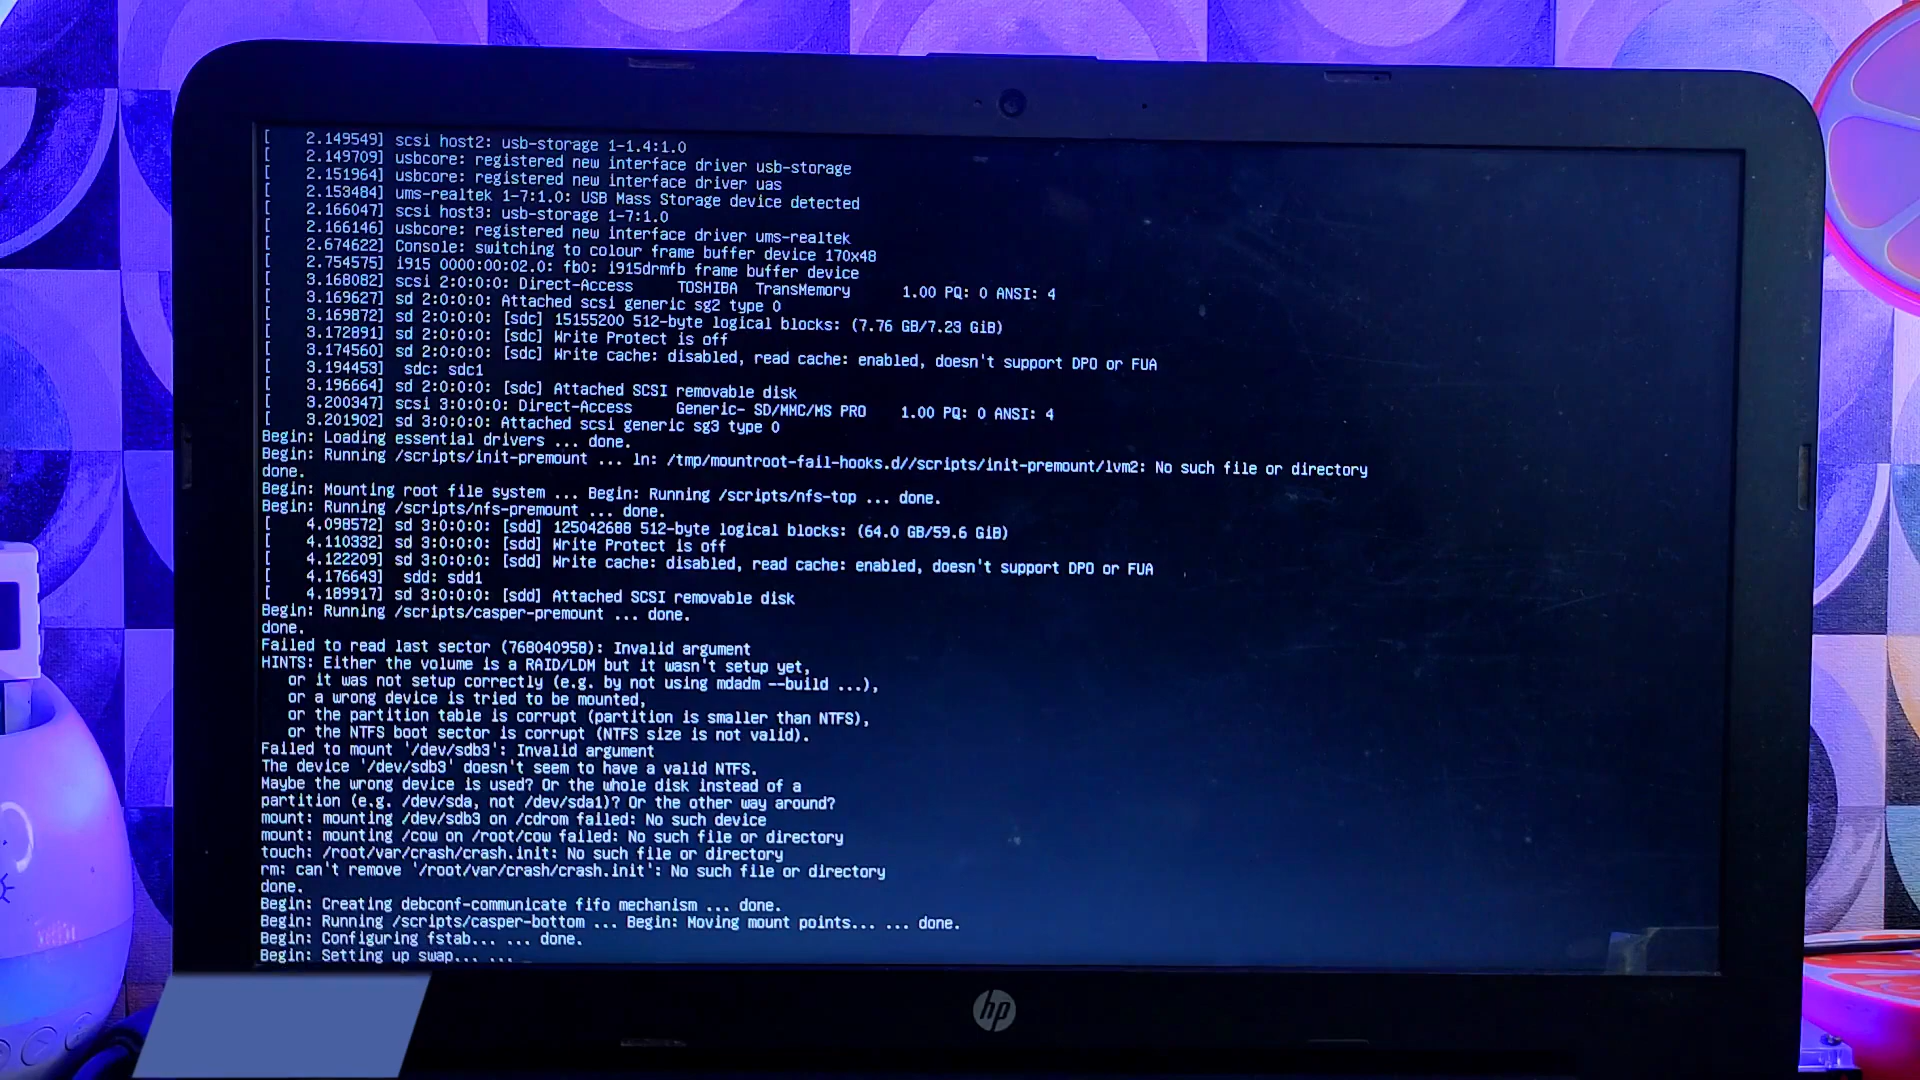 [    2.149549] scsi host2: usb-storage 1-1.4:1.0
[    2.149709] usbcore: registered new interface driver usb-storage
[    2.151964] usbcore: registered new interface driver uas
[    2.153484] ums-realtek 1-7:1.0: USB Mass Storage device detected
[    2.166047] scsi host3: usb-storage 1-7:1.0
[    2.166146] usbcore: registered new interface driver ums-realtek
[    2.674622] Console: switching to colour frame buffer device 170x48
[    2.754575] i915 0000:00:02.0: fb0: i915drmfb frame buffer device
[    3.168082] scsi 2:0:0:0: Direct-Access     TOSHIBA  TransMemory      1.00 PQ: 0 ANSI: 4
[    3.169627] sd 2:0:0:0: Attached scsi generic sg2 type 0
[    3.169872] sd 2:0:0:0: [sdc] 15155200 512-byte logical blocks: (7.76 GB/7.23 GiB)
[    3.172891] sd 2:0:0:0: [sdc] Write Protect is off
[    3.174560] sd 2:0:0:0: [sdc] Write cache: disabled, read cache: enabled, doesn't support DPO or FUA
[    3.194453]  sdc: sdc1
[    3.196664] sd 2:0:0:0: [sdc] Attached SCSI removable disk
[    3.200347] scsi 3:0:0:0: Direct-Access     Generic- SD/MMC/MS PRO    1.00 PQ: 0 ANSI: 4
[    3.201902] sd 3:0:0:0: Attached scsi generic sg3 type 0
Begin: Loading essential drivers ... done.
Begin: Running /scripts/init-premount ... ln: /tmp/mountroot-fail-hooks.d//scripts/init-premount/lvm2: No such file or directory
done.
Begin: Mounting root file system ... Begin: Running /scripts/nfs-top ... done.
Begin: Running /scripts/nfs-premount ... done.
[    4.098572] sd 3:0:0:0: [sdd] 125042688 512-byte logical blocks: (64.0 GB/59.6 GiB)
[    4.110332] sd 3:0:0:0: [sdd] Write Protect is off
[    4.122209] sd 3:0:0:0: [sdd] Write cache: disabled, read cache: enabled, doesn't support DPO or FUA
[    4.176643]  sdd: sdd1
[    4.189917] sd 3:0:0:0: [sdd] Attached SCSI removable disk
Begin: Running /scripts/casper-premount ... done.
done.
Failed to read last sector (768040958): Invalid argument
HINTS: Either the volume is a RAID/LDM but it wasn't setup yet,
   or it was not setup correctly (e.g. by not using mdadm --build ...),
   or a wrong device is tried to be mounted,
   or the partition table is corrupt (partition is smaller than NTFS),
   or the NTFS boot sector is corrupt (NTFS size is not valid).
Failed to mount '/dev/sdb3': Invalid argument
The device '/dev/sdb3' doesn't seem to have a valid NTFS.
Maybe the wrong device is used? Or the whole disk instead of a
partition (e.g. /dev/sda, not /dev/sda1)? Or the other way around?
mount: mounting /dev/sdb3 on /cdrom failed: No such device
mount: mounting /cow on /root/cow failed: No such file or directory
touch: /root/var/crash/crash.init: No such file or directory
rm: can't remove '/root/var/crash/crash.init': No such file or directory
done.
Begin: Creating debconf-communicate fifo mechanism ... done.
Begin: Running /scripts/casper-bottom ... Begin: Moving mount points... ... done.
Begin: Configuring fstab... ... done.
Begin: Setting up swap... ... _
hp